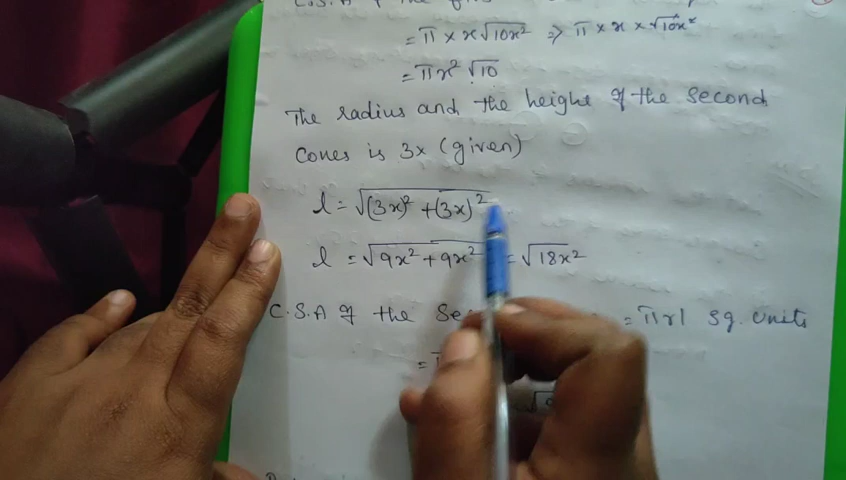 C.S.A
= π × x√10x² ⇒ π × x × √10x²
= πx² √10
The radius and the height of the second
cones is 3x (given)
l = √(3x)² + (3x)²
l = √9x² + 9x² = √18x²
C.S.A of the = πrl sq. units